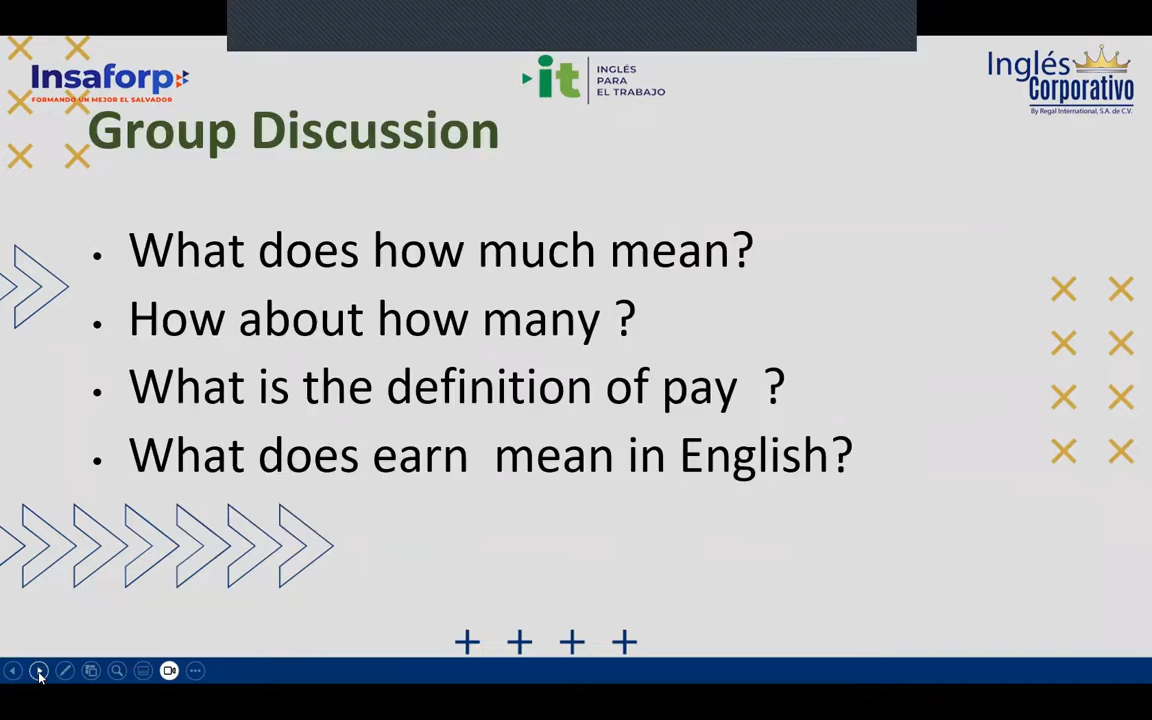 Insaforp
FORMANDO UN MEJOR EL SALVADOR
it
INGLÉS
PARA
EL TRABAJO
Inglés
Corporativo
By Regal International, S.A. de C.V.
Group Discussion
• What does how much mean?
• How about how many ?
• What is the definition of pay ?
• What does earn mean in English?